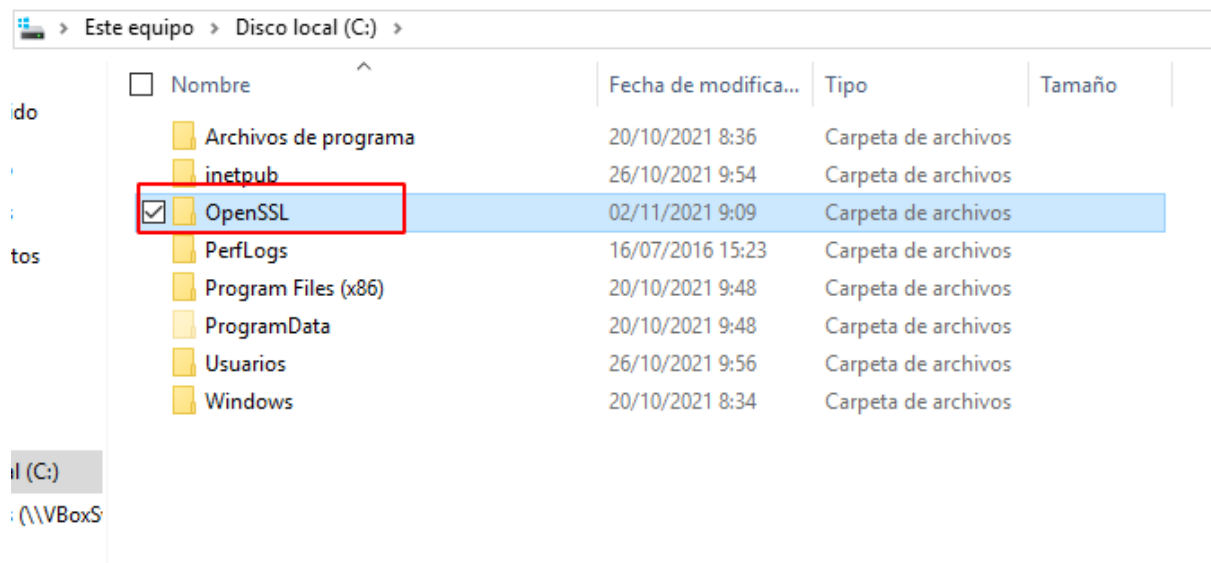 Este equipo > Disco local (C:) >
Nombre Fecha de modifica... Tipo Tamaño
ido
Archivos de programa 20/10/2021 8:36 Carpeta de archivos
inetpub 26/10/2021 9:54 Carpeta de archivos
OpenSSL 02/11/2021 9:09 Carpeta de archivos
tos
PerfLogs 16/07/2016 15:23 Carpeta de archivos
Program Files (x86) 20/10/2021 9:48 Carpeta de archivos
ProgramData 20/10/2021 9:48 Carpeta de archivos
Usuarios 26/10/2021 9:56 Carpeta de archivos
Windows 20/10/2021 8:34 Carpeta de archivos
al (C:)
(\\VBoxS